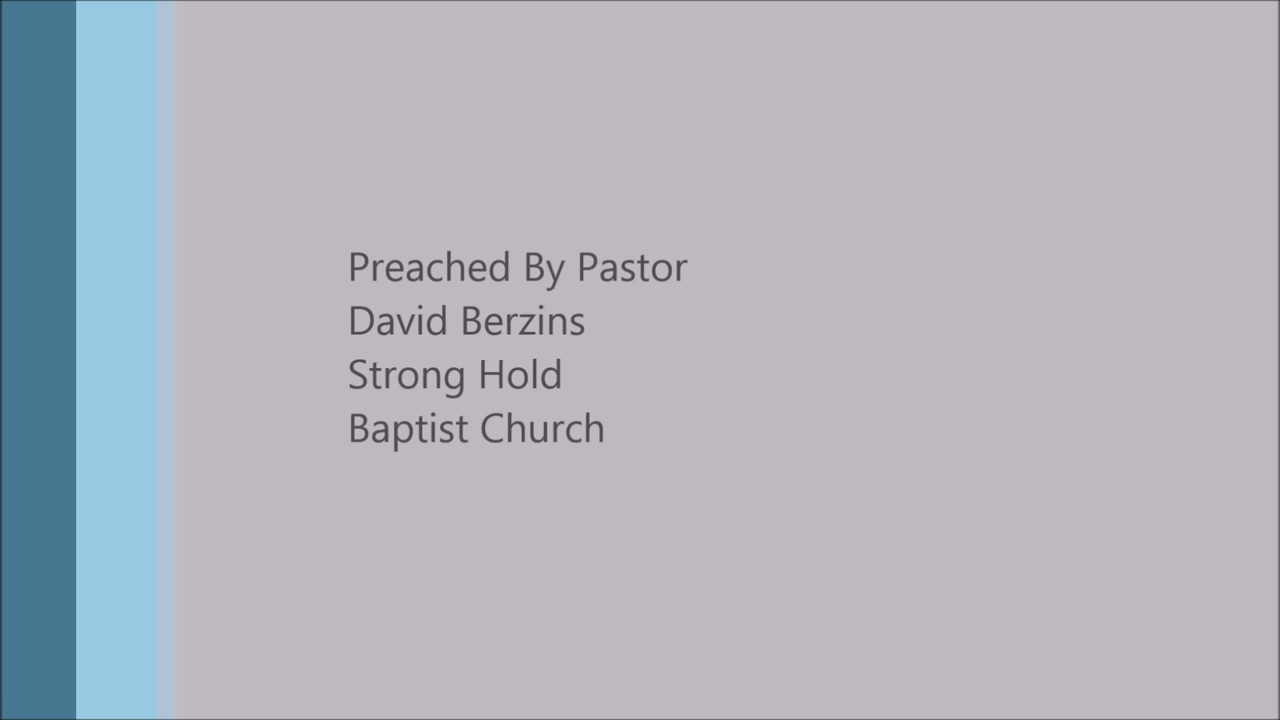 Preached By Pastor
David Berzins
Strong Hold
Baptist Church